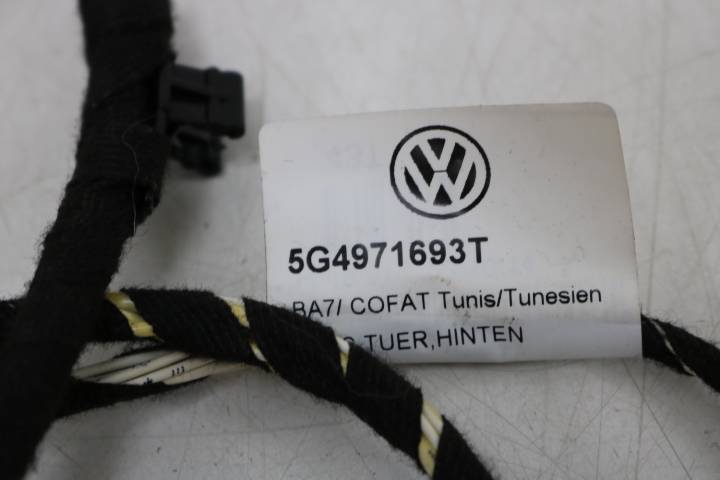 5G4971693T
BA7/ COFAT Tunis/Tunesien
TUER,HINTEN